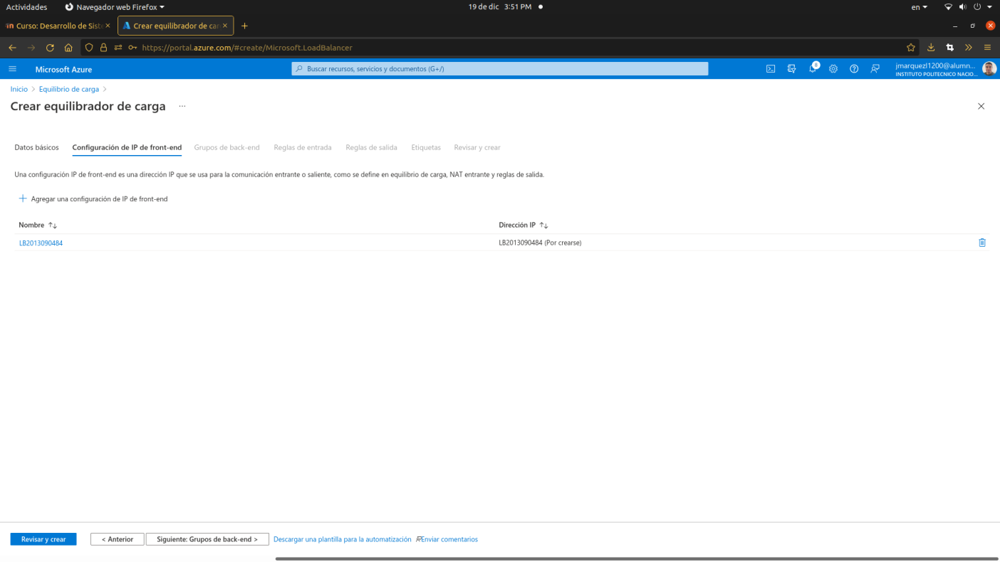 Actividades Navegador web Firefox 19 de dic 3:51 PM en
Curso: Desarrollo de Siste × Crear equilibrador de car × +
https://portal.azure.com/#create/Microsoft.LoadBalancer
Microsoft Azure Buscar recursos, servicios y documentos (G+/) 8 jmarquezl1200@alumn...
INSTITUTO POLITECNICO NACIO...
Inicio > Equilibrio de carga >
Crear equilibrador de carga ...
Datos básicos Configuración de IP de front-end Grupos de back-end Reglas de entrada Reglas de salida Etiquetas Revisar y crear
Una configuración IP de front-end es una dirección IP que se usa para la comunicación entrante o saliente, como se define en equilibrio de carga, NAT entrante y reglas de salida.
+ Agregar una configuración de IP de front-end
Nombre ↑↓ Dirección IP ↑↓
LB2013090484 LB2013090484 (Por crearse)
Revisar y crear < Anterior Siguiente: Grupos de back-end > Descargar una plantilla para la automatización Enviar comentarios